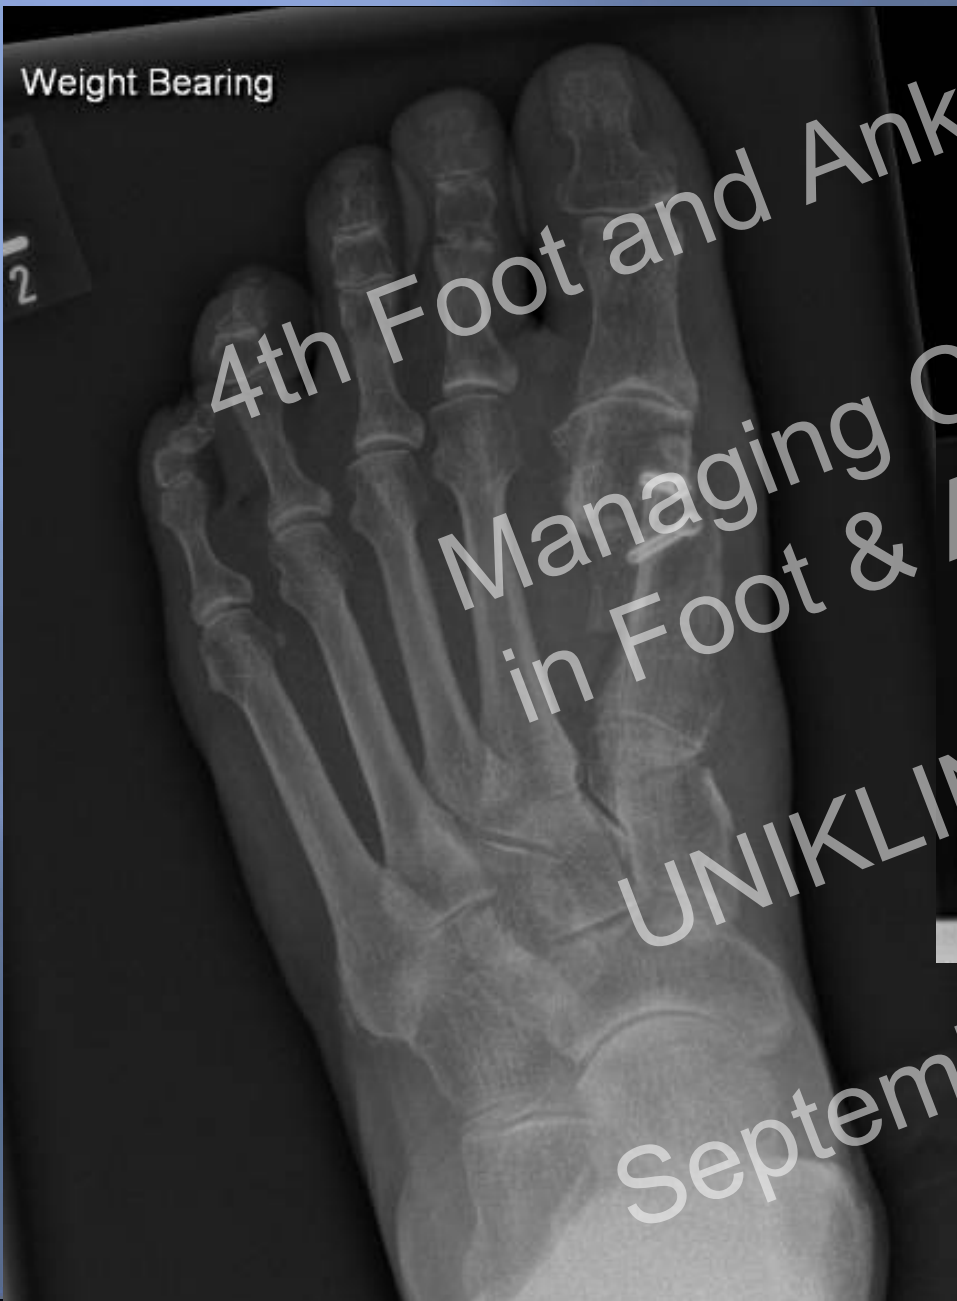 Weight Bearing
2
4th Foot and Ank
Managing
in Foot &
UNIKLI
Septem